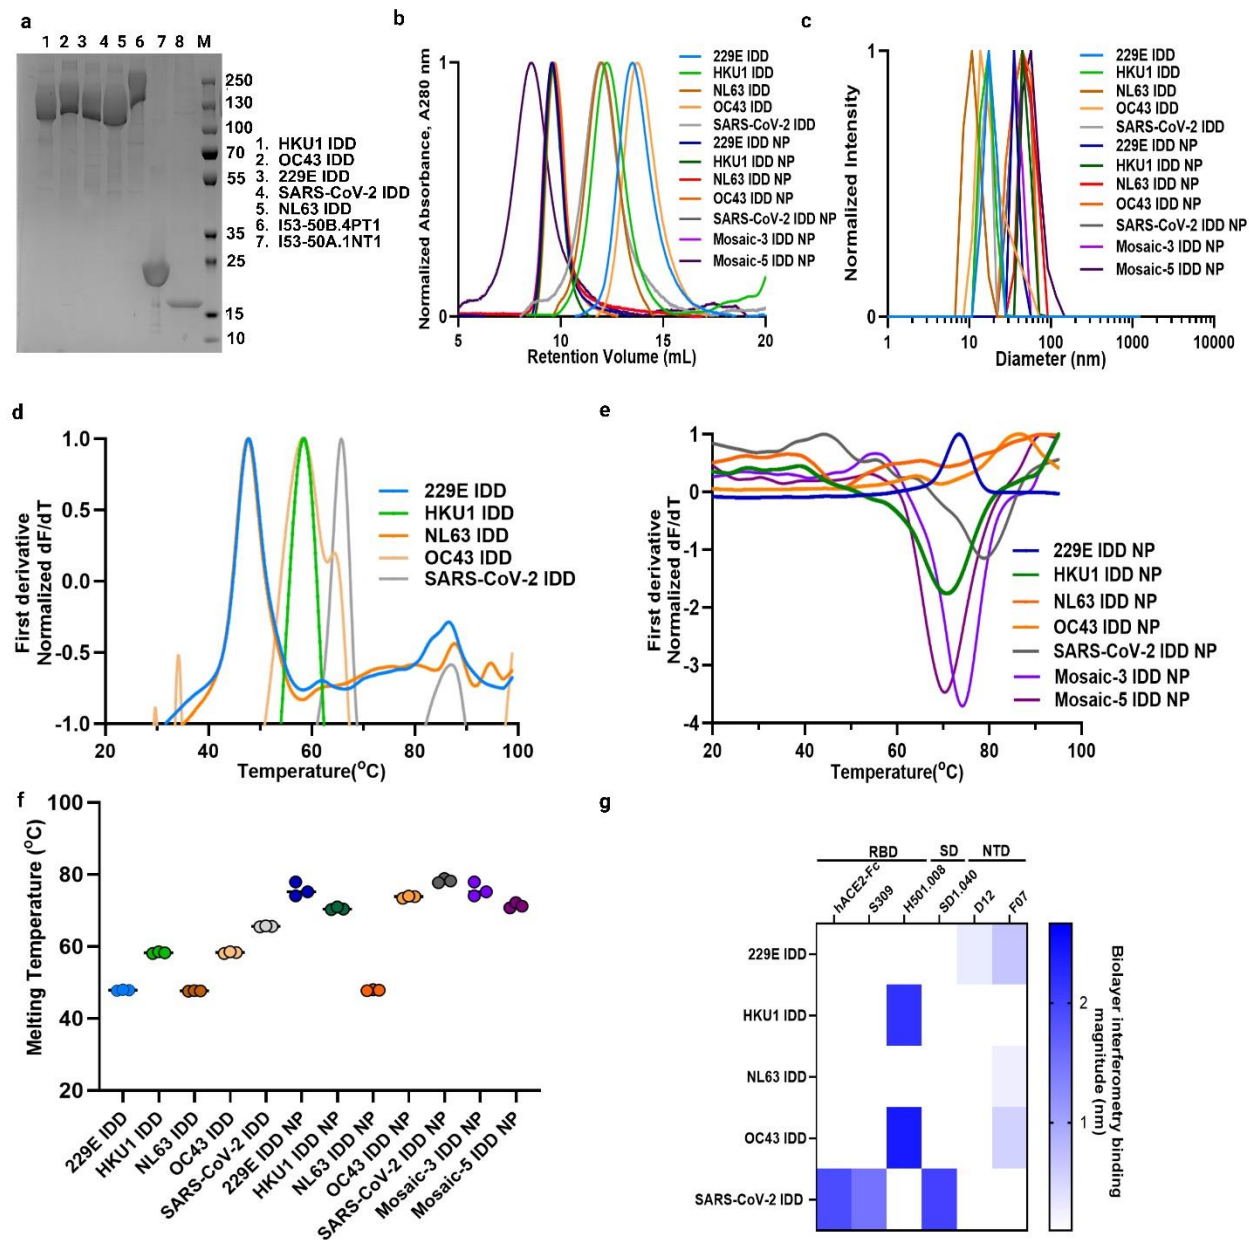 a
1 2 3 4 5 6 7 8 M
250
130
100
70
55
35
25
15
10
1. HKU1 IDD
2. OC43 IDD
3. 229E IDD
4. SARS-CoV-2 IDD
5. NL63 IDD
6. I53-50B.4PT1
7. I53-50A.1NT1
b
Normalized Absorbance, A280 nm
1
0
5 10 15 20
Retention Volume (mL)
229E IDD
HKU1 IDD
NL63 IDD
OC43 IDD
SARS-CoV-2 IDD
229E IDD NP
HKU1 IDD NP
NL63 IDD NP
OC43 IDD NP
SARS-CoV-2 IDD NP
Mosaic-3 IDD NP
Mosaic-5 IDD NP
c
Normalized Intensity
1
0
1 10 100 1000 10000
Diameter (nm)
229E IDD
HKU1 IDD
NL63 IDD
OC43 IDD
SARS-CoV-2 IDD
229E IDD NP
HKU1 IDD NP
NL63 IDD NP
OC43 IDD NP
SARS-CoV-2 IDD NP
Mosaic-3 IDD NP
Mosaic-5 IDD NP
d
First derivative
Normalized dF/dT
1.0
0.5
0.0
-0.5
-1.0
20 40 60 80 100
Temperature(°C)
229E IDD
HKU1 IDD
NL63 IDD
OC43 IDD
SARS-CoV-2 IDD
e
First derivative
Normalized dF/dT
1
0
-1
-2
-3
-4
20 40 60 80 100
Temperature(°C)
229E IDD NP
HKU1 IDD NP
NL63 IDD NP
OC43 IDD NP
SARS-CoV-2 IDD NP
Mosaic-3 IDD NP
Mosaic-5 IDD NP
f
Melting Temperature (°C)
100
80
60
40
20
229E IDD
HKU1 IDD
NL63 IDD
OC43 IDD
SARS-CoV-2 IDD
229E IDD NP
HKU1 IDD NP
NL63 IDD NP
OC43 IDD NP
SARS-CoV-2 IDD NP
Mosaic-3 IDD NP
Mosaic-5 IDD NP
g
RBD SD NTD
hACE2-Fc
S309
H501.008
SD1.040
D12
F07
229E IDD
HKU1 IDD
NL63 IDD
OC43 IDD
SARS-CoV-2 IDD
2
1
Biolayer interferometry binding
magnitude (nm)